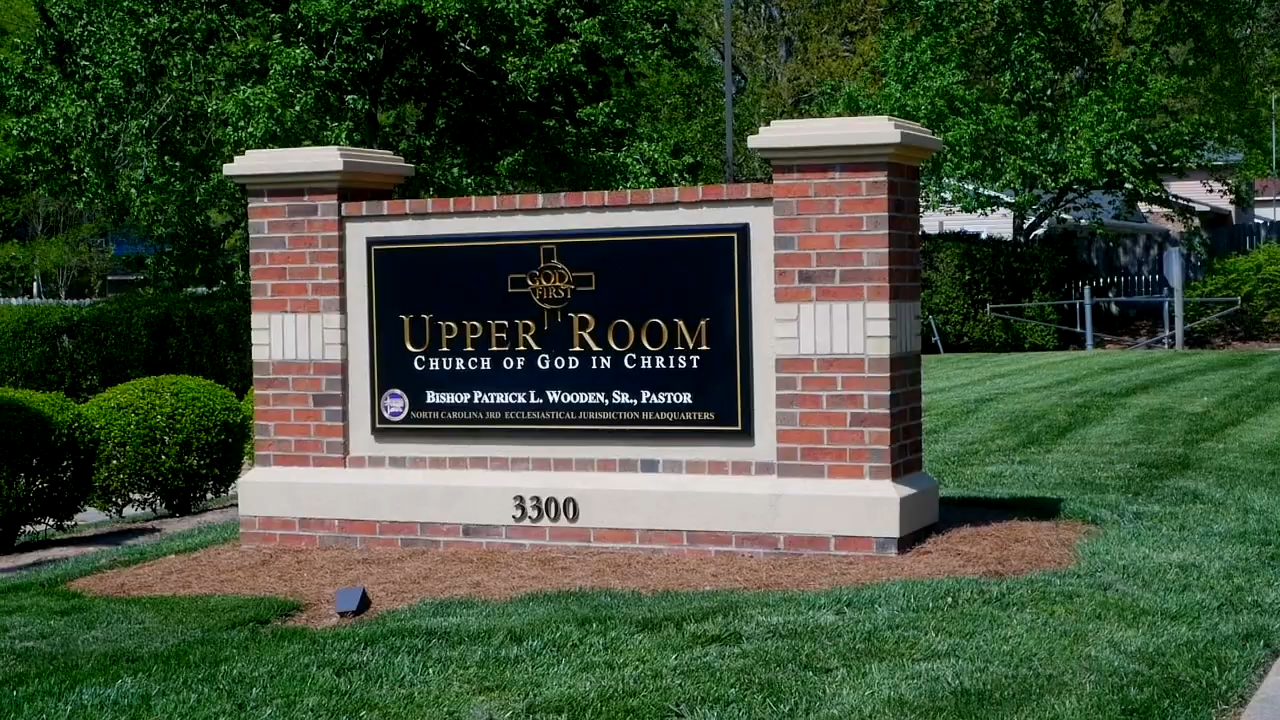 GOD
FIRST
UPPER ROOM
CHURCH OF GOD IN CHRIST
BISHOP PATRICK L. WOODEN, SR., PASTOR
NORTH CAROLINA 3RD ECCLESIASTICAL JURISDICTION HEADQUARTERS
3300